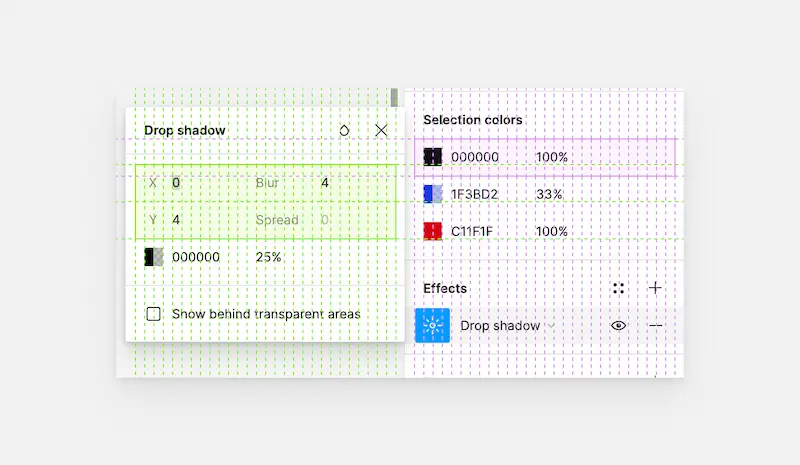 Drop shadow
X 0 Blur 4
Y 4 Spread 0
000000 25%
Show behind transparent areas
Selection colors
000000 100%
1F3BD2 33%
C11F1F 100%
Effects
Drop shadow